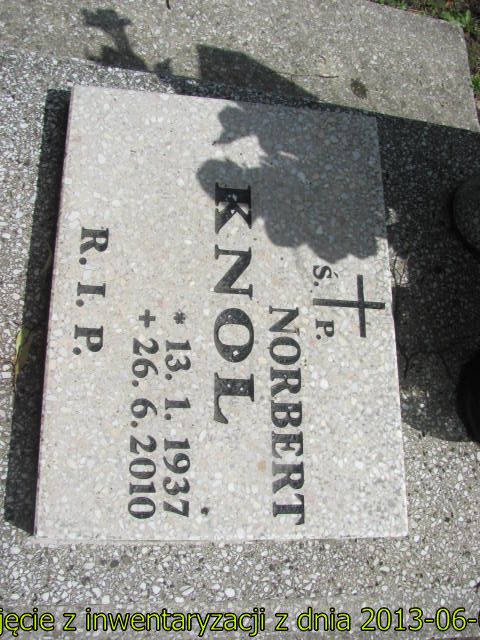 Ś. P.
NORBERT
KNOL
* 13. 1. 1937
+ 26. 6. 2010
R. I. P.
jęcie z inwentaryzacji z dnia 2013-06-